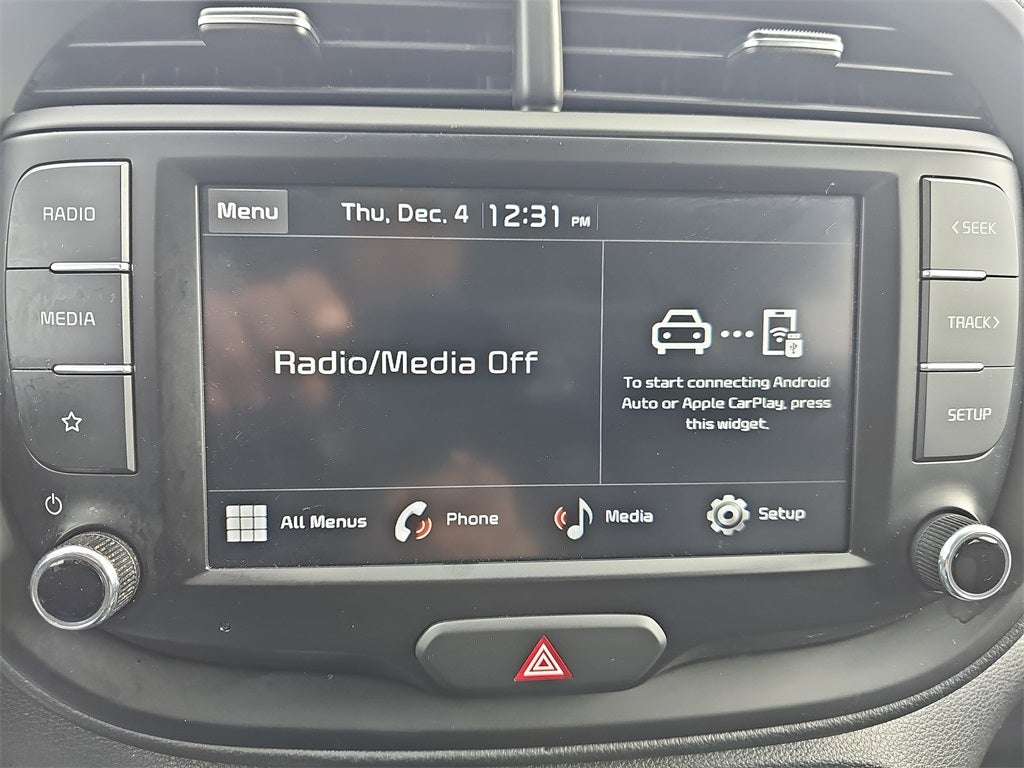 RADIO
MEDIA
Menu
Thu, Dec. 4 12:31 PM
Radio/Media Off
To start connecting Android
Auto or Apple CarPlay, press
this widget.
All Menus
Phone
Media
Setup
< SEEK
TRACK >
SETUP